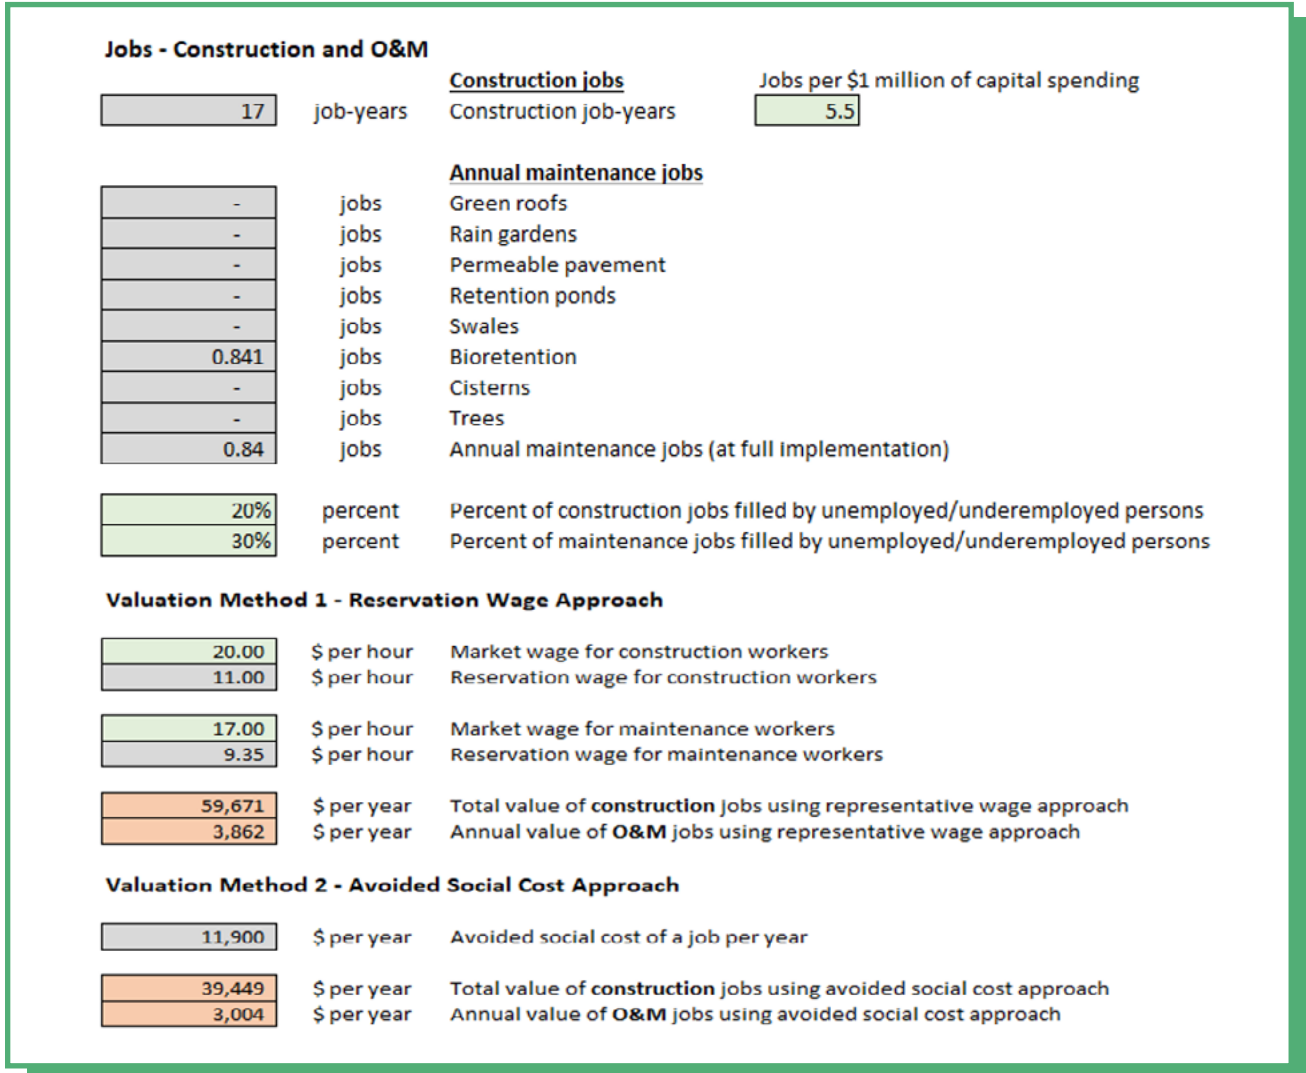 Jobs - Construction and O&M
Construction jobs Jobs per $1 million of capital spending
17 job-years Construction job-years 5.5
Annual maintenance jobs
- jobs Green roofs
- jobs Rain gardens
- jobs Permeable pavement
- jobs Retention ponds
- jobs Swales
0.841 jobs Bioretention
- jobs Cisterns
- jobs Trees
0.84 jobs Annual maintenance jobs (at full implementation)
20% percent Percent of construction jobs filled by unemployed/underemployed persons
30% percent Percent of maintenance jobs filled by unemployed/underemployed persons
Valuation Method 1 - Reservation Wage Approach
20.00 $ per hour Market wage for construction workers
11.00 $ per hour Reservation wage for construction workers
17.00 $ per hour Market wage for maintenance workers
9.35 $ per hour Reservation wage for maintenance workers
59,671 $ per year Total value of construction jobs using representative wage approach
3,862 $ per year Annual value of O&M jobs using representative wage approach
Valuation Method 2 - Avoided Social Cost Approach
11,900 $ per year Avoided social cost of a job per year
39,449 $ per year Total value of construction jobs using avoided social cost approach
3,004 $ per year Annual value of O&M jobs using avoided social cost approach